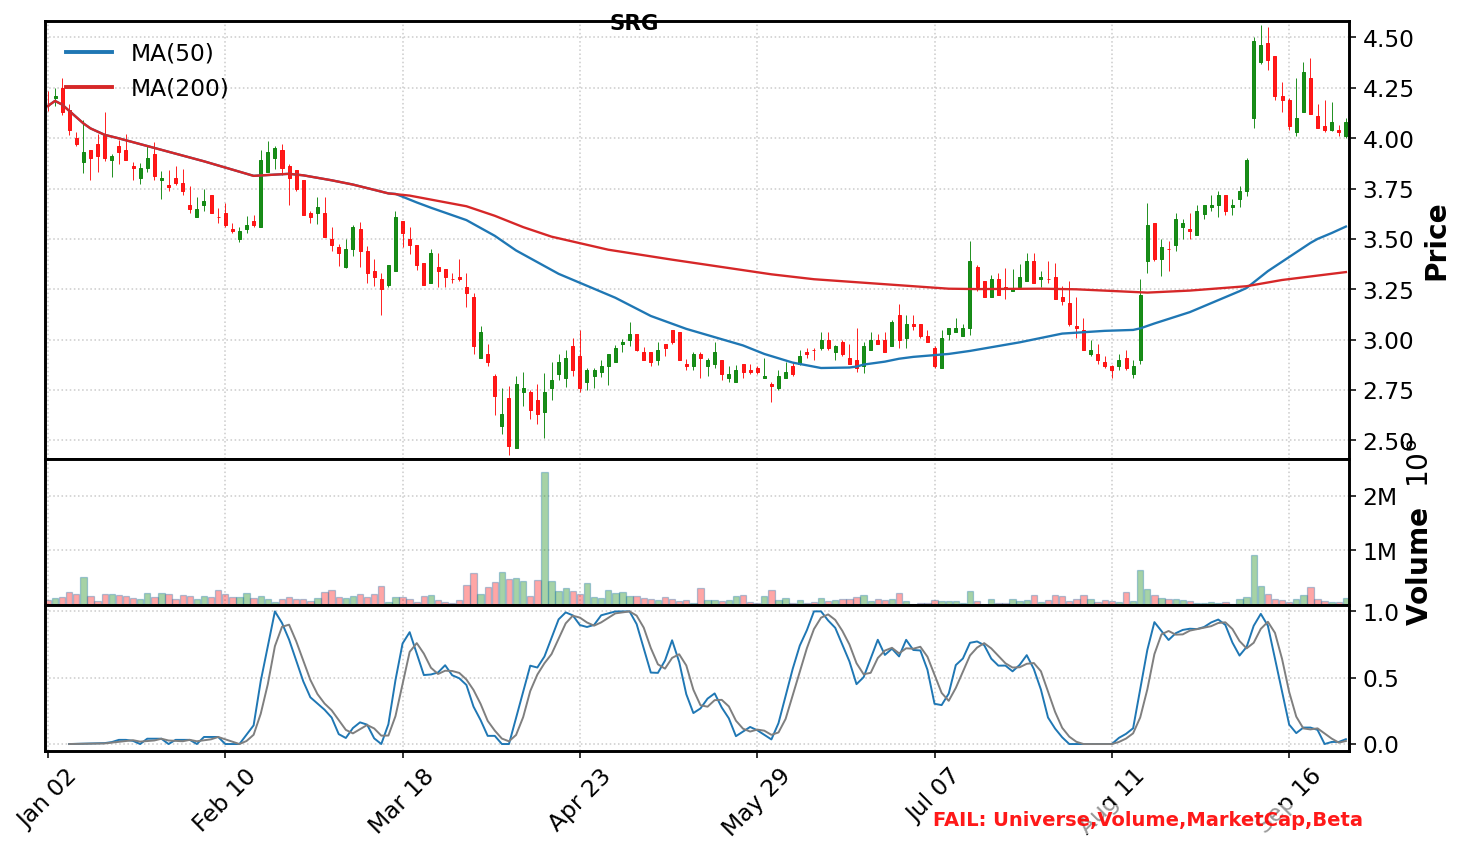 SRG
MA(50)
MA(200)
4.50
4.25
4.00
3.75
3.50
3.25
3.00
2.75
2.50
Price
10⁶
2M
1M
Volume
1.0
0.5
0.0
Jan 02
Feb 10
Mar 18
Apr 23
May 29
Jul 07
Aug 11
Sep 16
FAIL: Universe,Volume,MarketCap,Beta